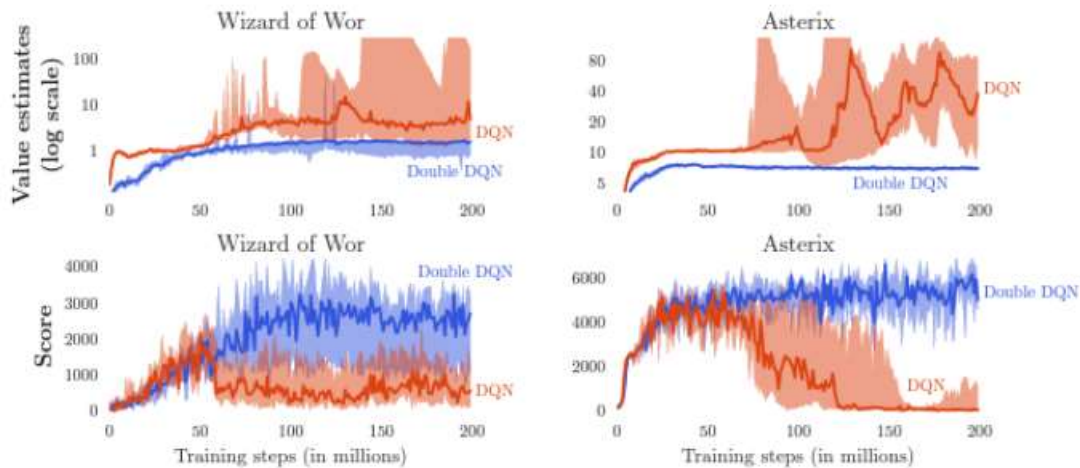 Wizard of Wor
Asterix
Value estimates
(log scale)
100
10
1
DQN
Double DQN
0 50 100 150 200
80
40
20
10
5
DQN
Double DQN
0 50 100 150 200
Wizard of Wor
Asterix
Score
4000
3000
2000
1000
0
Double DQN
DQN
0 50 100 150 200
Training steps (in millions)
6000
4000
2000
0
Double DQN
DQN
0 50 100 150 200
Training steps (in millions)